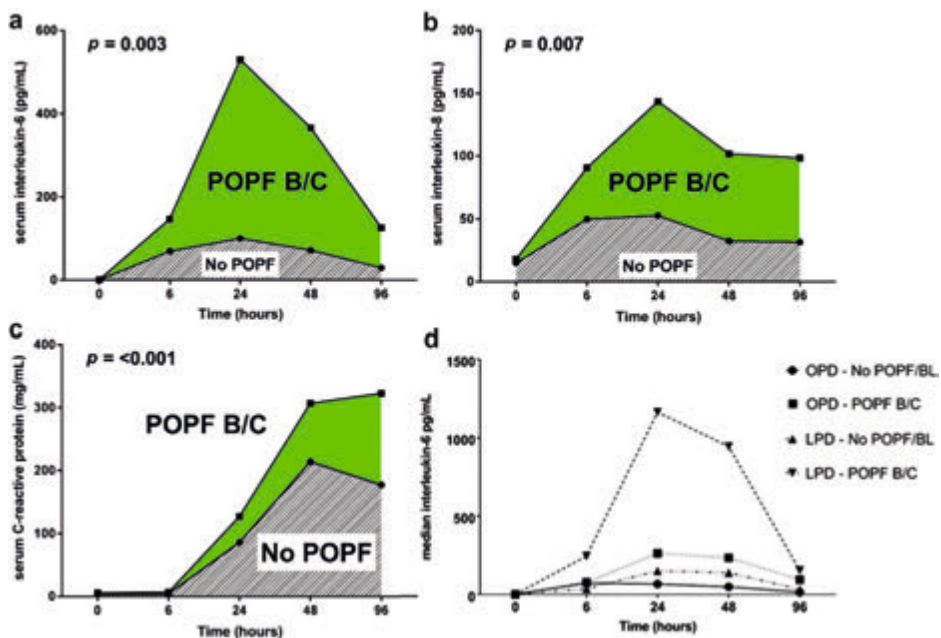 a
p = 0.003
serum interleukin-6 (pg/mL)
600
400
200
0
POPF B/C
No POPF
0 6 24 48 96
Time (hours)
b
p = 0.007
serum interleukin-8 (pg/mL)
200
150
100
50
0
POPF B/C
No POPF
0 6 24 48 96
Time (hours)
c
p = <0.001
serum C-reactive protein (mg/mL)
400
300
200
100
0
POPF B/C
No POPF
0 6 24 48 96
Time (hours)
d
median interleukin-6 pg/mL
1500
1000
500
0
0 6 24 48 96
Time (hours)
OPD - No POPF/BL
OPD - POPF B/C
LPD - No POPF/BL
LPD - POPF B/C